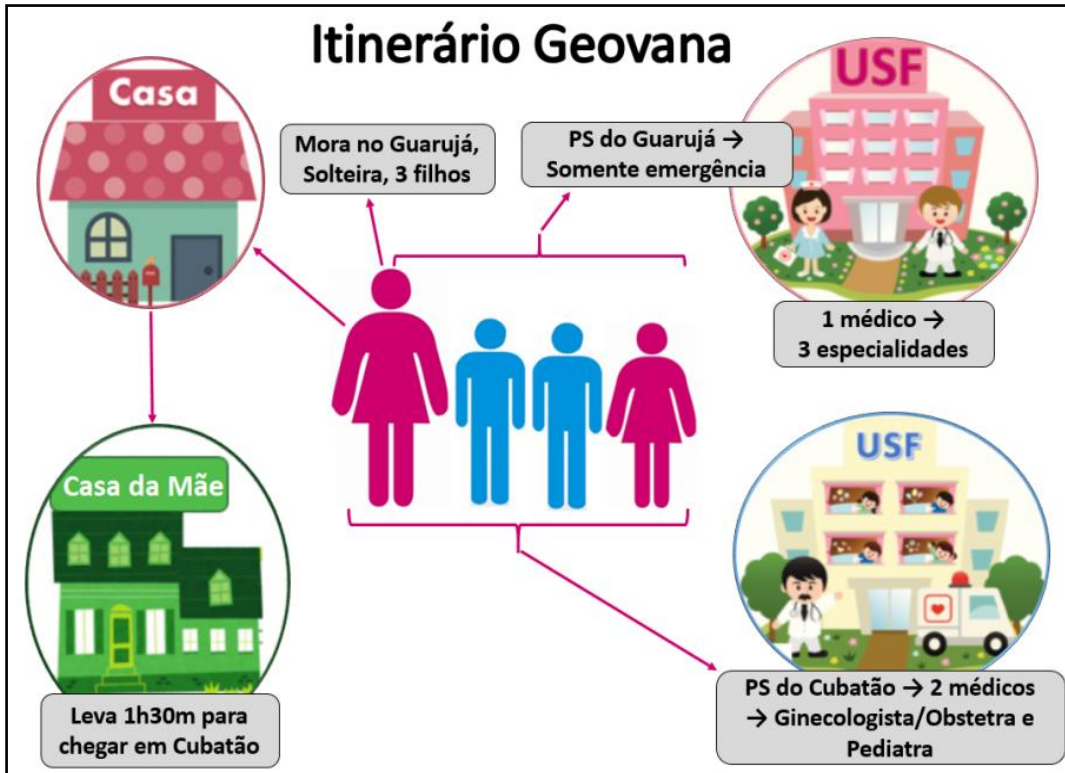 Itinerário Geovana
Casa
Mora no Guarujá,
Solteira, 3 filhos
PS do Guarujá →
Somente emergência
USF
1 médico →
3 especialidades
Casa da Mãe
Leva 1h30m para
chegar em Cubatão
USF
PS do Cubatão → 2 médicos
→ Ginecologista/Obstetra e
Pediatra